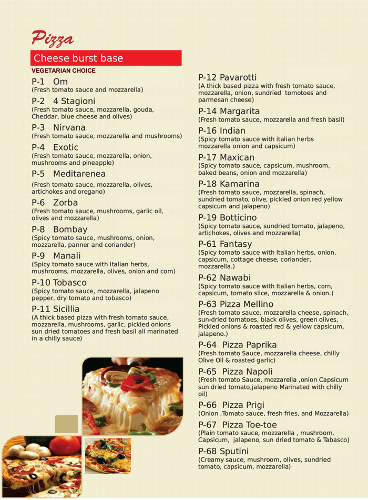 Pizza
Cheese burst base
VEGETARIAN CHOICE
P-1 Om
(Fresh tomato sauce and mozzarella)
P-2 4 Stagioni
(Fresh tomato sauce, mozzarella, gouda,
Cheddar, blue cheese and olives)
P-3 Nirvana
(Fresh tomato sauce, mozzarella and mushrooms)
P-4 Exotic
(Fresh tomato sauce, mozzarella, onion,
mushrooms and pineapple)
P-5 Meditarenea
(Fresh tomato sauce, mozzarella, olives,
artichokes and oregano)
P-6 Zorba
(Fresh tomato sauce, mushrooms, garlic oil,
olives and mozzarella)
P-8 Bombay
(Spicy tomato sauce, mushrooms, onion,
mozzarella, panner and coriander)
P-9 Manali
(Spicy tomato sauce with Italian herbs,
mushrooms, mozzarella, olives, onion and corn)
P-10 Tobasco
(Spicy tomato sauce, mozzarella, jalapeno
pepper, dry tomato and tobasco)
P-11 Sicillia
(A thick based pizza with fresh tomato sauce,
mozzarella, mushrooms, garlic, pickled onions
sun dried tomatoes and fresh basil all marinated
in a chilly sauce)
P-12 Pavarotti
(A thick based pizza with fresh tomato sauce,
mozzarella, onion, sundried tomotoes and
parmesan cheese)
P-14 Margarita
(Fresh tomato sauce, mozzarella and fresh basil)
P-16 Indian
(Spicy tomato sauce with italian herbs
mozzarella onion and capsicum)
P-17 Maxican
(Spicy tomato sauce, capsicum, mushroom,
baked beans, onion and mozzarella)
P-18 Kamarina
(Fresh tomato sauce, mozzarella, spinach,
sundried tomato, olive, pickled onion red yellow
capsicum and jalapeno)
P-19 Botticino
(Spicy tomato sauce, sundried tomato, jalapeno,
artichokes, olives and mozzarella)
P-61 Fantasy
(Spicy tomato sauce with Italian herbs, onion,
capsicum, cottage cheese, coriander,
mozzarella.)
P-62 Nawabi
(Spicy tomato sauce with Italian herbs, corn,
capsicum, tomato slice, mozzarella & onion.)
P-63 Pizza Mellino
(Fresh tomato sauce, mozzarella cheese, spinach,
sun-dried tomatoes, black olives, green olives,
Pickled onions & roasted red & yellow capsicum,
jalapeno.)
P-64 Pizza Paprika
(Fresh tomato Sauce, mozzarella cheese, chilly
Olive Oil & roasted garlic)
P-65 Pizza Napoli
(Fresh tomato Sauce, mozzarella ,onion Capsicum
sun dried tomato,jalapeno Marinated with chilly
oil)
P-66 Pizza Prigi
(Onion ,Tomato sauce, fresh fries, and Mozzarella)
P-67 Pizza Toe-toe
(Plain tomato sauce, mozzarella , mushroom,
Capsicum, jalapeno, sun dried tomato & Tabasco)
P-68 Sputini
(Creamy sauce, mushroom, olives, sundried
tomato, capsicum, mozzarella)